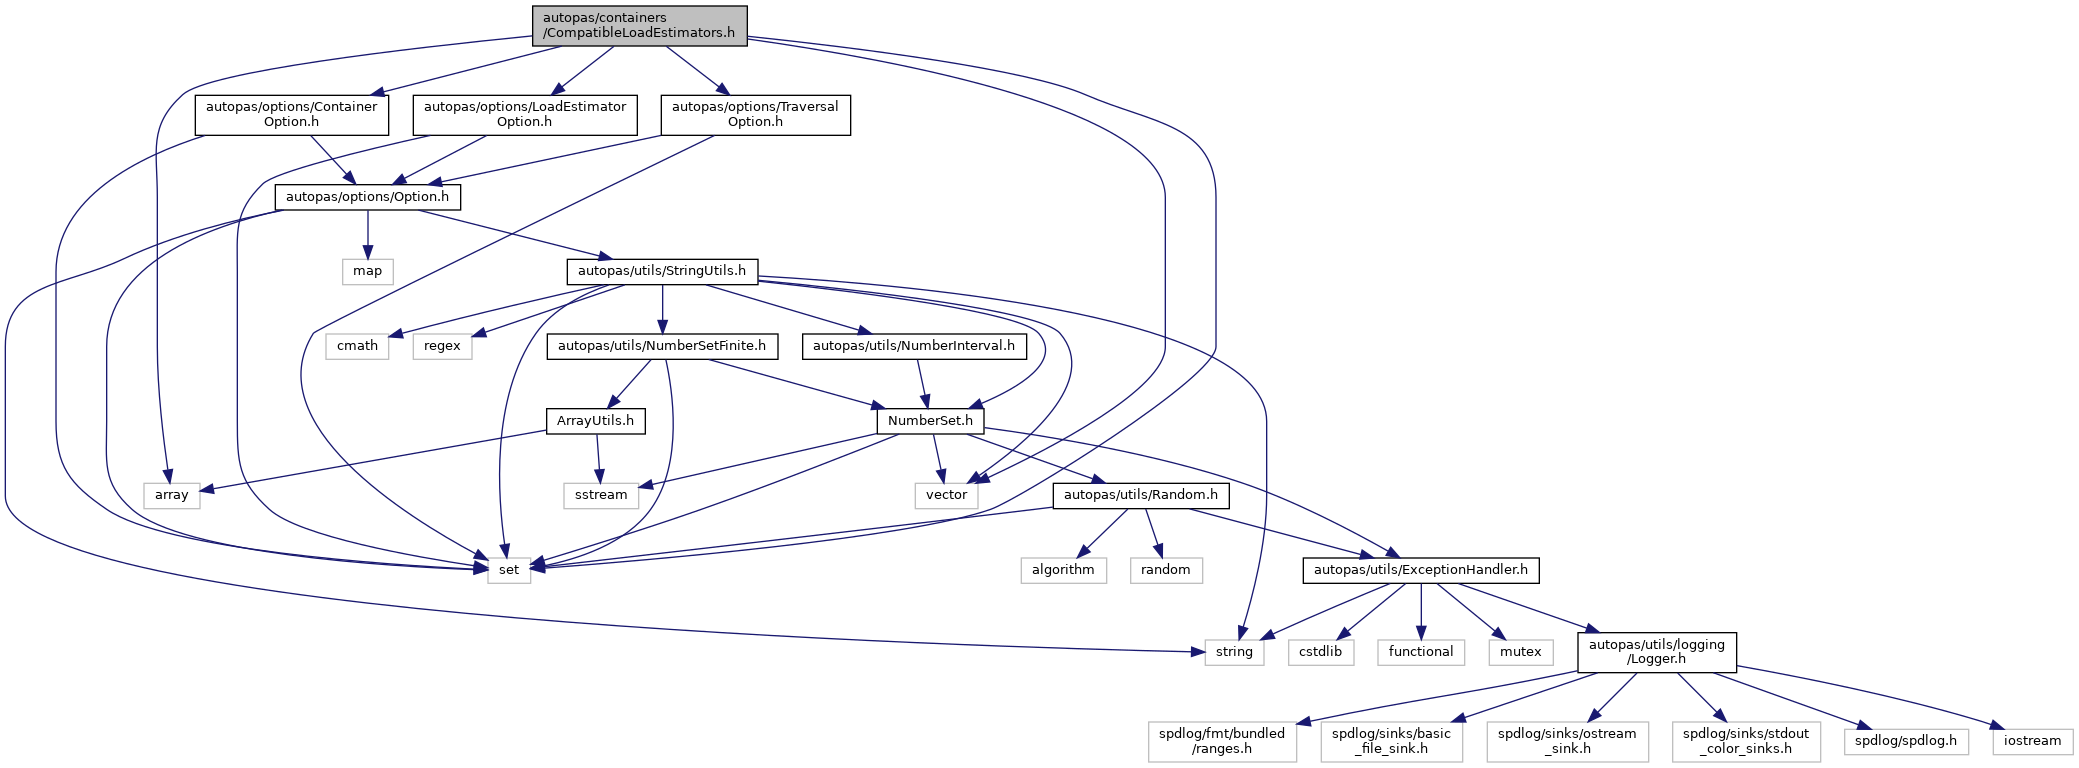 autopas/containers
/CompatibleLoadEstimators.h
autopas/options/Container
Option.h
autopas/options/LoadEstimator
Option.h
autopas/options/Traversal
Option.h
autopas/options/Option.h
map
autopas/utils/StringUtils.h
cmath
regex
autopas/utils/NumberSetFinite.h
autopas/utils/NumberInterval.h
ArrayUtils.h
NumberSet.h
array
sstream
vector
autopas/utils/Random.h
set
algorithm
random
autopas/utils/ExceptionHandler.h
string
cstdlib
functional
mutex
autopas/utils/logging
/Logger.h
spdlog/fmt/bundled
/ranges.h
spdlog/sinks/basic
_file_sink.h
spdlog/sinks/ostream
_sink.h
spdlog/sinks/stdout
_color_sinks.h
spdlog/spdlog.h
iostream